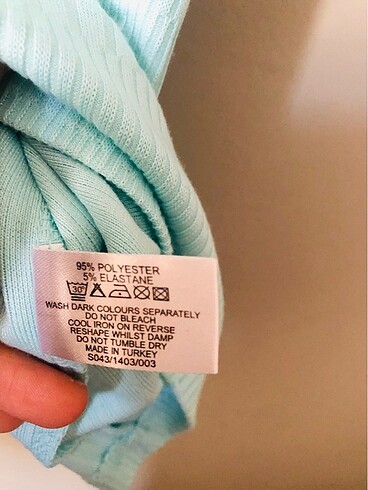 95% POLYESTER
5% ELASTANE
30°
WASH DARK COLOURS SEPARATELY
DO NOT BLEACH
COOL IRON ON REVERSE
RESHAPE WHILST DAMP
DO NOT TUMBLE DRY
MADE IN TURKEY
S043/1403/003